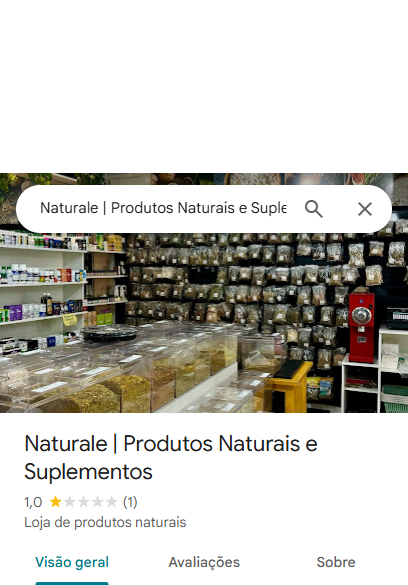 Naturale | Produtos Naturais e Suple
Naturale | Produtos Naturais e
Suplementos
1,0 (1)
Loja de produtos naturais
Visão geral Avaliações Sobre